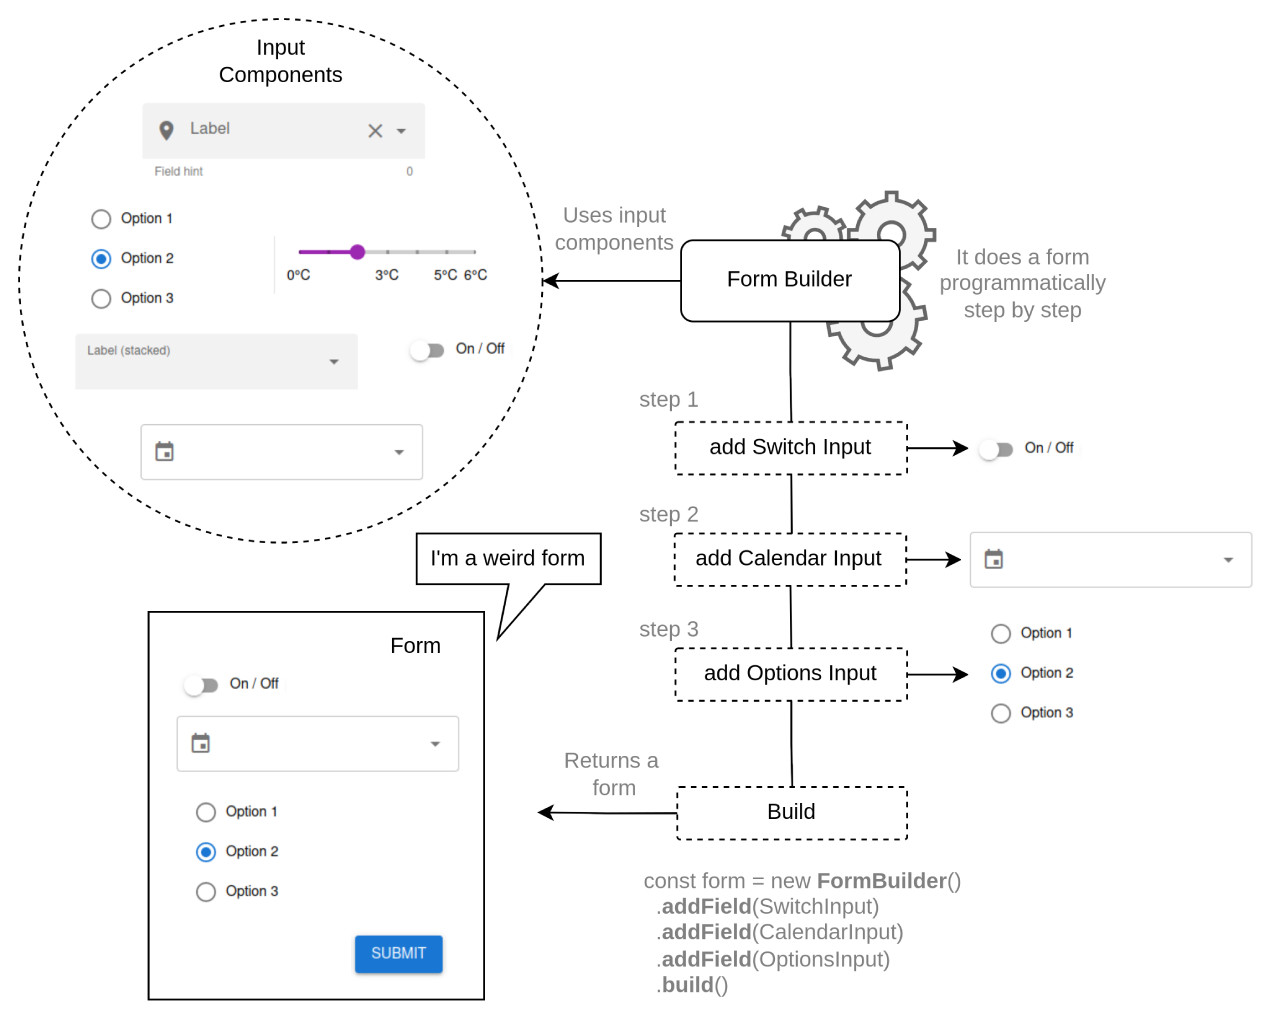 Input
Components
Label
Field hint
0
Option 1
Option 2
Option 3
0°C
3°C
5°C
6°C
Label (stacked)
On / Off
Uses input
components
Form Builder
It does a form
programmatically
step by step
step 1
add Switch Input
On / Off
step 2
add Calendar Input
step 3
add Options Input
Option 1
Option 2
Option 3
I'm a weird form
Form
On / Off
Option 1
Option 2
Option 3
SUBMIT
Returns a
form
Build
const form = new FormBuilder()
.addField(SwitchInput)
.addField(CalendarInput)
.addField(OptionsInput)
.build()